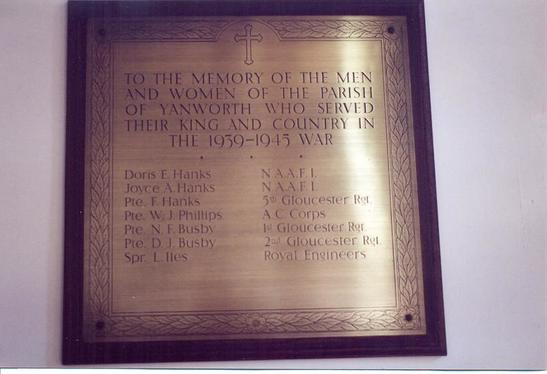 TO THE MEMORY OF THE MEN
AND WOMEN OF THE PARISH
OF YANWORTH WHO SERVED
THEIR KING AND COUNTRY IN
THE 1939–1945 WAR
Doris E. Hanks N.A.A.F.I.
Joyce A. Hanks N.A.A.F.I.
Pte. F. Hanks 5th Gloucester Rgt.
Pte. W. J. Phillips A.C. Corps
Pte. N. F. Busby 1st Gloucester Rgt.
Pte. D. J. Busby 2nd Gloucester Rgt.
Spr. L. Iles Royal Engineers